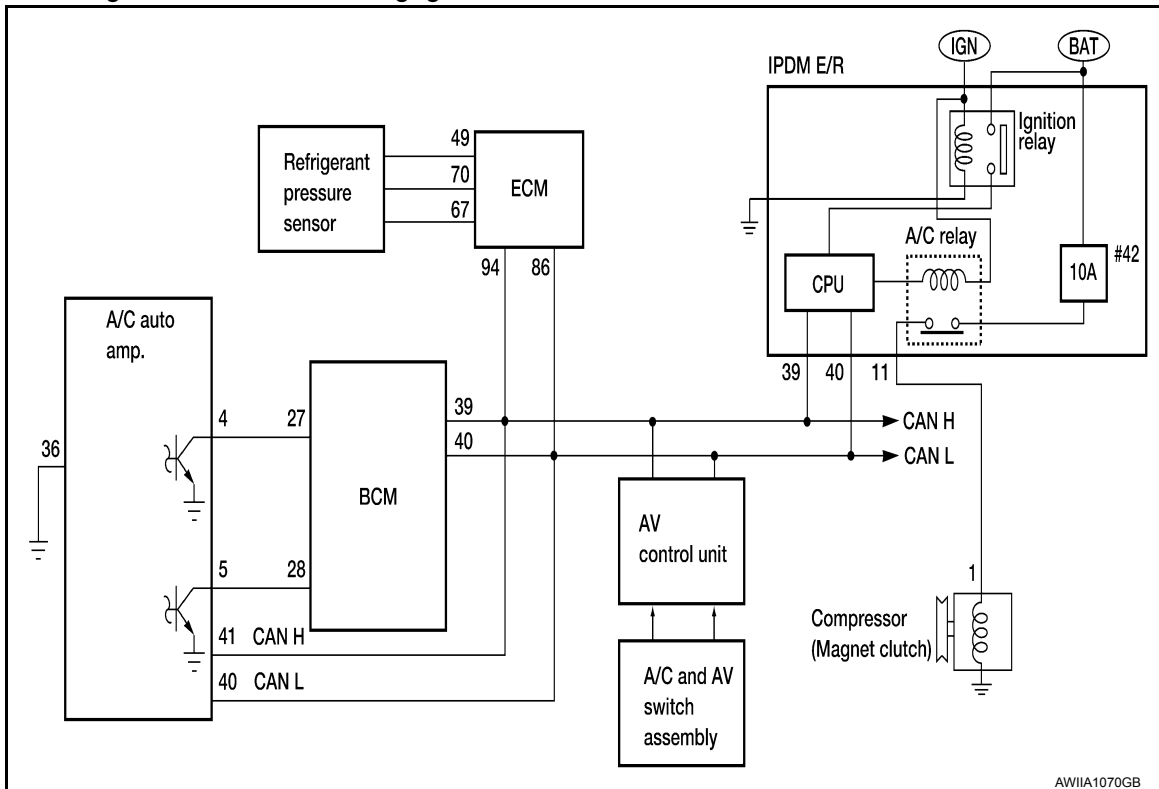 IGN
BAT
IPDM E/R
Ignition
relay
Refrigerant
pressure
sensor
49
70
67
ECM
94
86
A/C relay
CPU
10A
#42
39
40
11
A/C auto
amp.
36
4
27
39
40
CAN H
CAN L
BCM
AV
control unit
5
28
41 CAN H
40 CAN L
1
Compressor
(Magnet clutch)
A/C and AV
switch
assembly
AWIIA1070GB